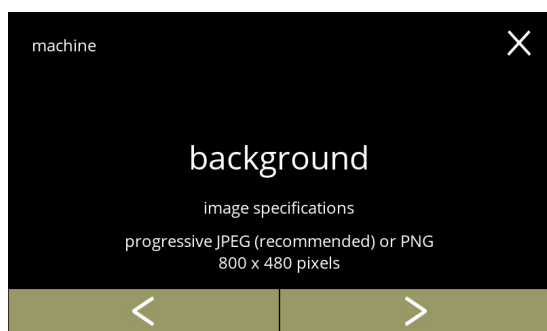 machine
background
image specifications
progressive JPEG (recommended) or PNG
800 x 480 pixels